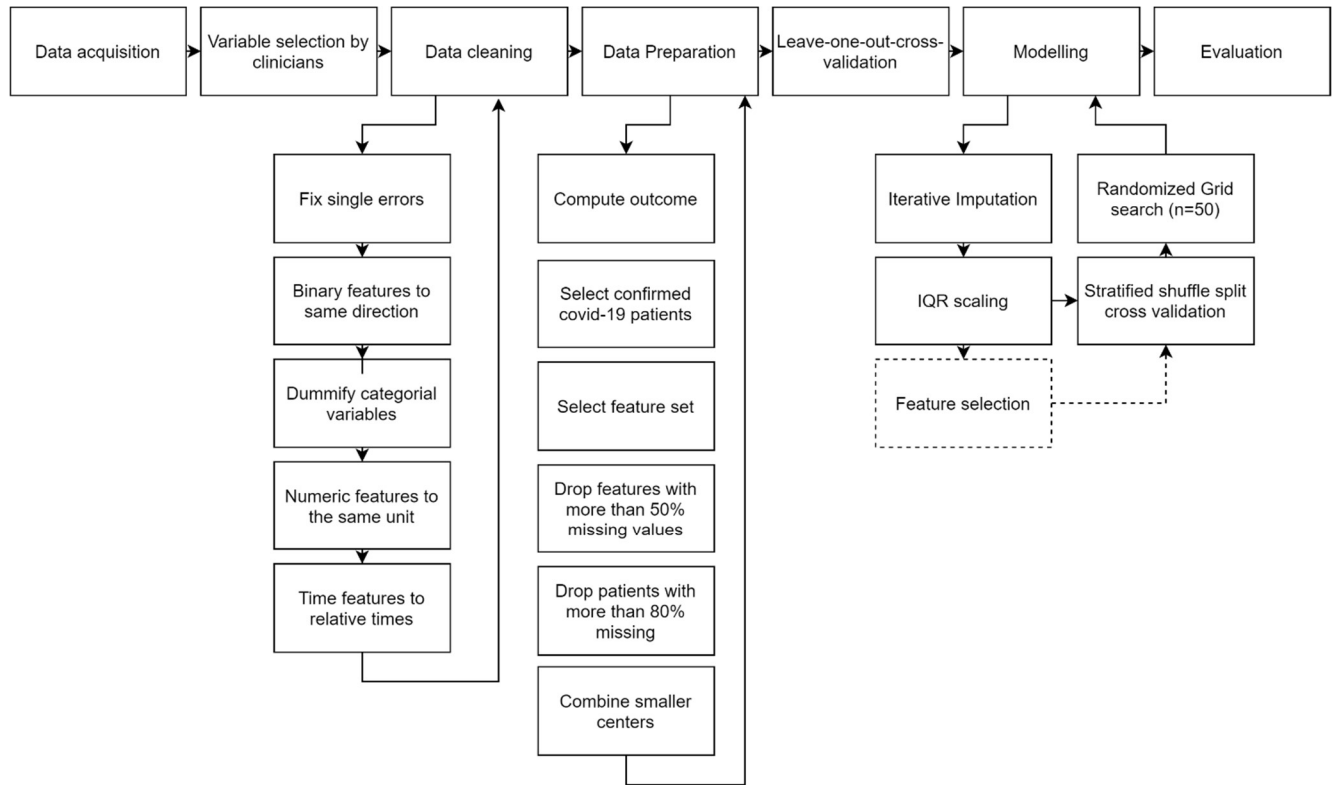 Data acquisition
Variable selection by
clinicians
Data cleaning
Data Preparation
Leave-one-out-cross-
validation
Modelling
Evaluation
Fix single errors
Binary features to
same direction
Dummify categorial
variables
Numeric features to
the same unit
Time features to
relative times
Compute outcome
Select confirmed
covid-19 patients
Select feature set
Drop features with
more than 50%
missing values
Drop patients with
more than 80%
missing
Combine smaller
centers
Iterative Imputation
IQR scaling
Feature selection
Randomized Grid
search (n=50)
Stratified shuffle split
cross validation